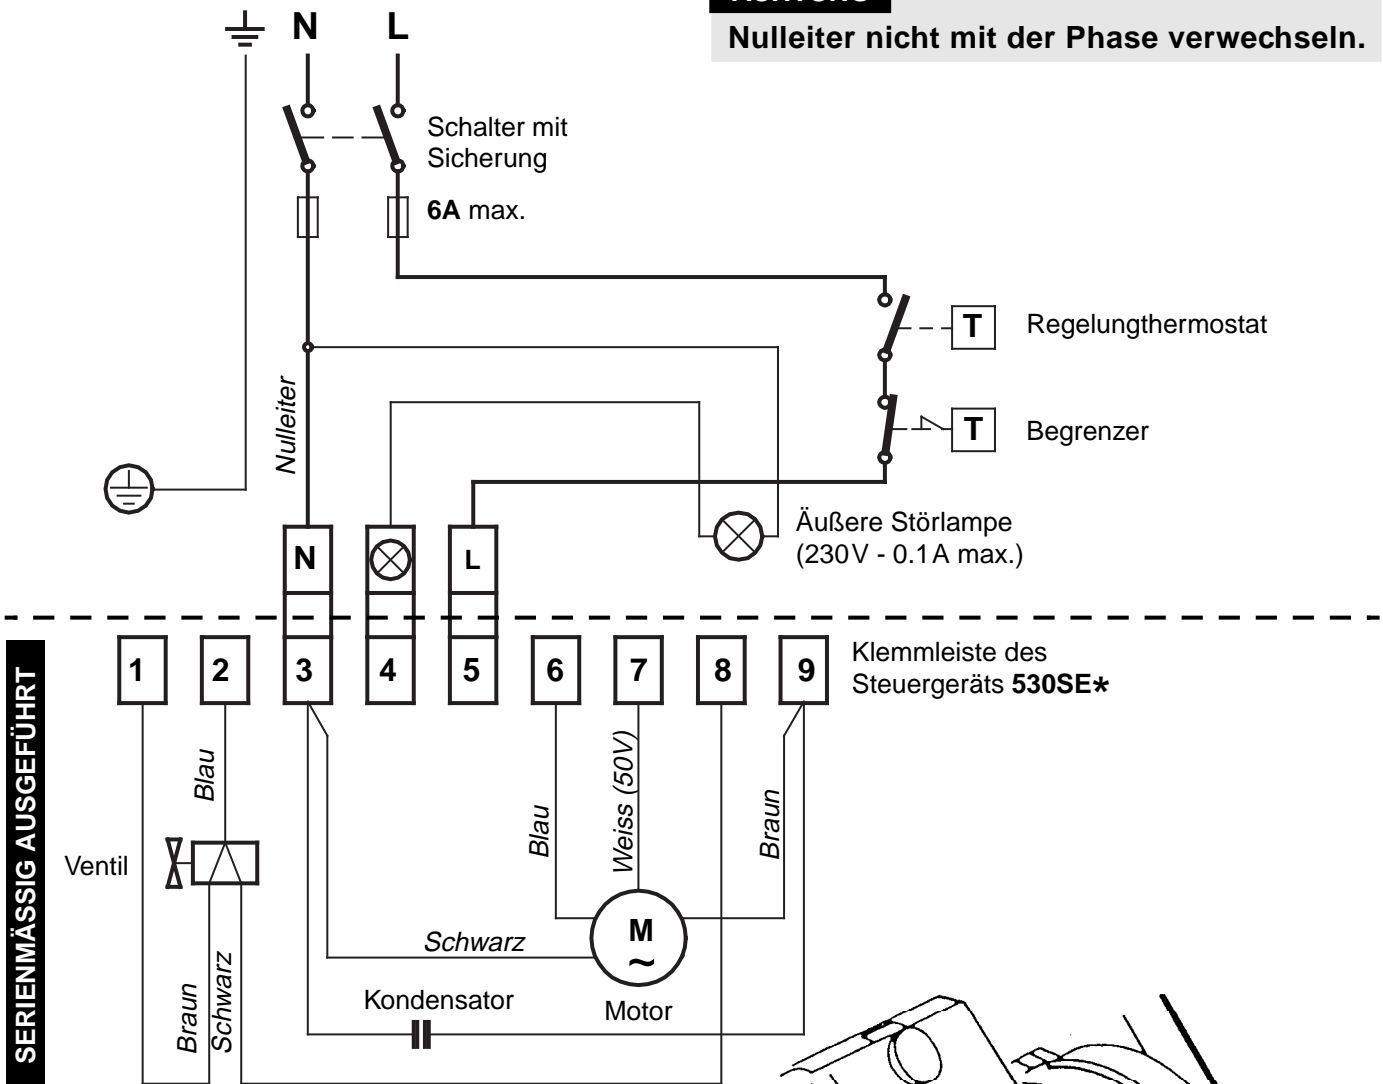 N L
Nulleiter nicht mit der Phase verwechseln.
Schalter mit
Sicherung
6A max.
T Regelungthermostat
Nulleiter
T Begrenzer
Äußere Störlampe
(230V - 0.1A max.)
N L
1 2 3 4 5 6 7 8 9
Klemmleiste des
Steuergeräts 530SE*
SERIENMÄSSIG AUSGEFÜHRT
Blau
Blau
Weiss (50V)
Braun
Ventil
M
~
Motor
Schwarz
Kondensator
Braun
Schwarz